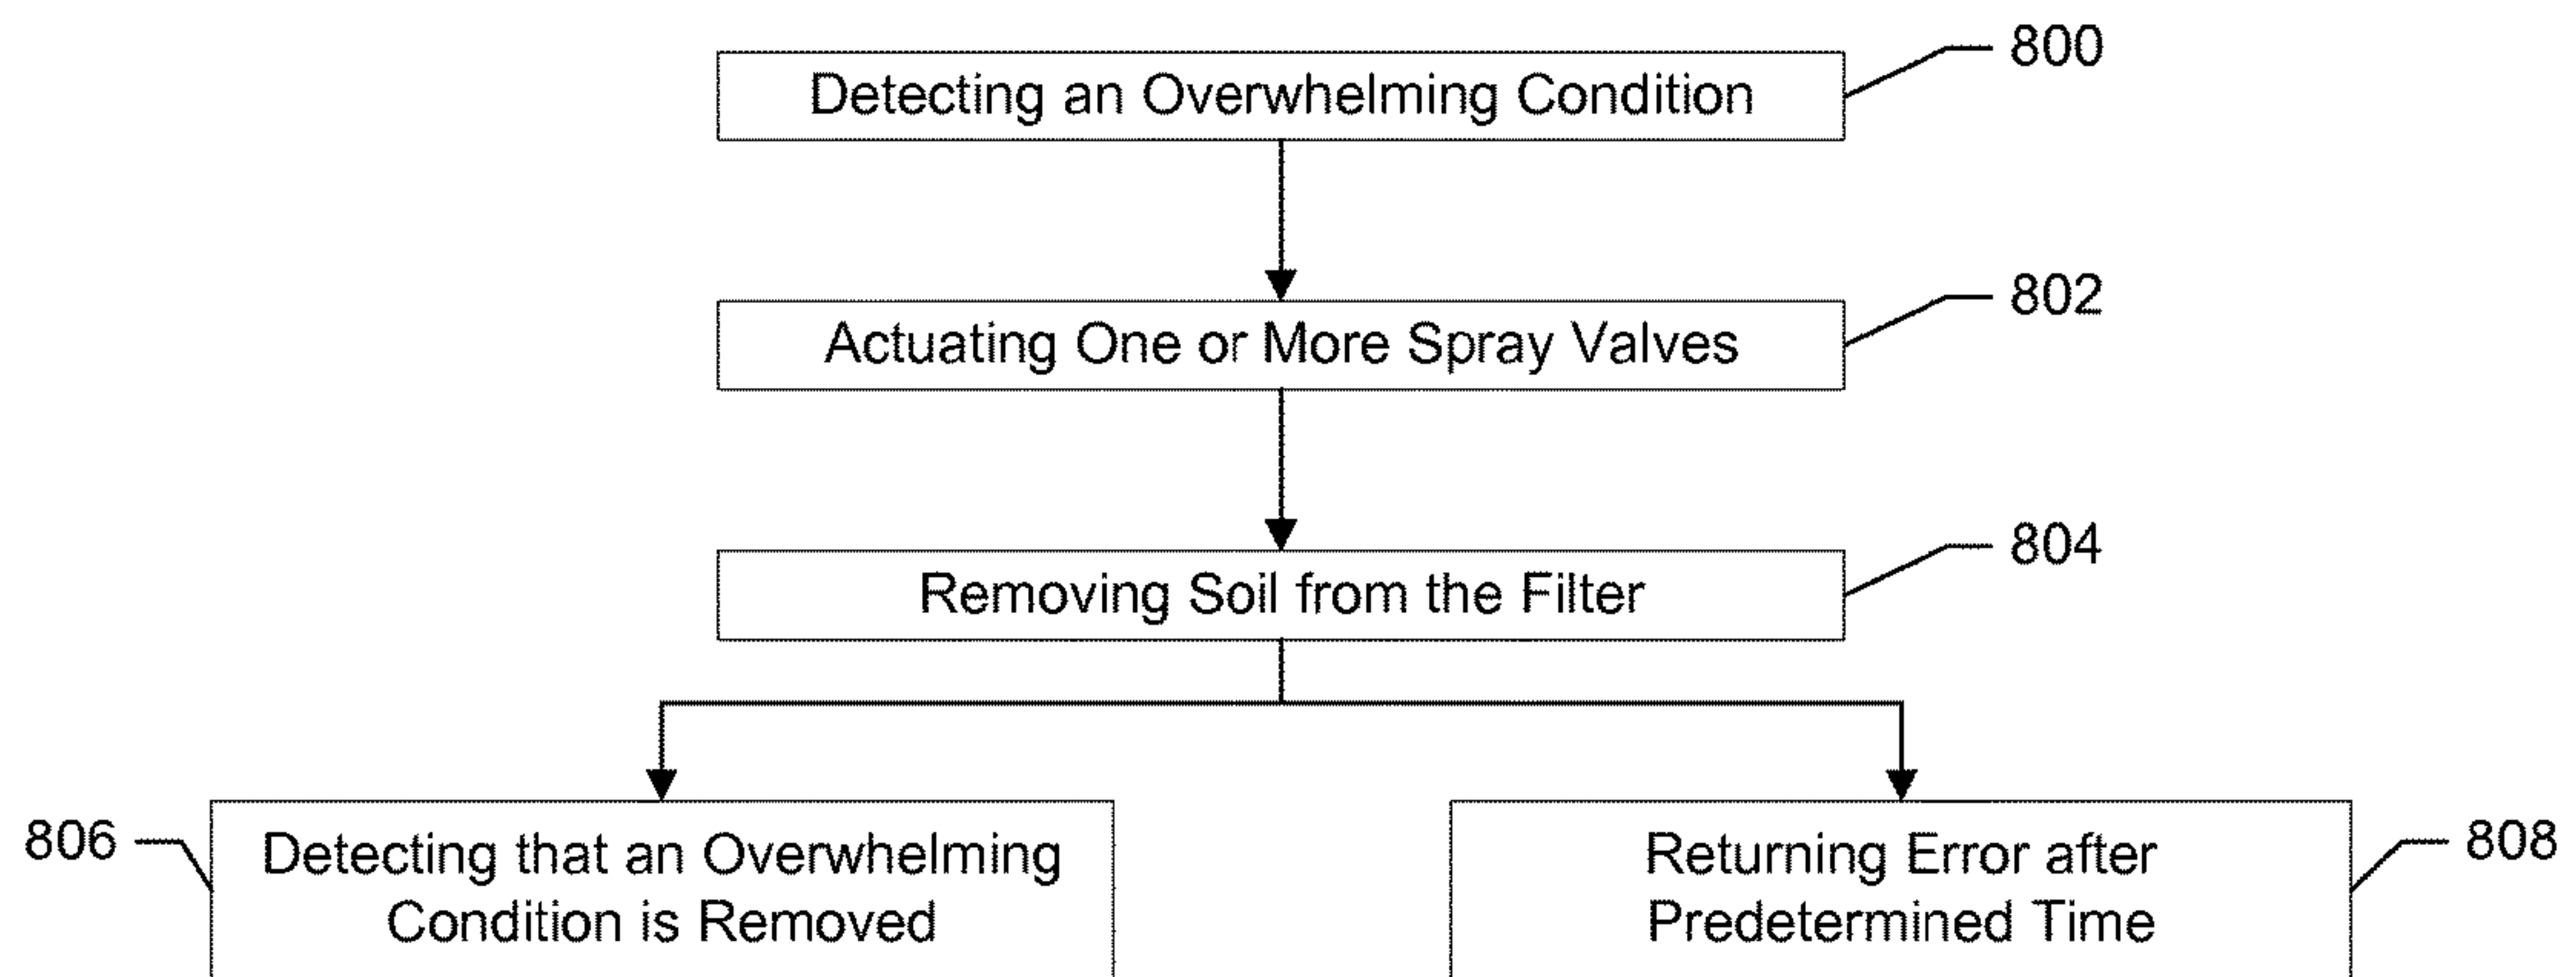 Detecting an Overwhelming Condition
800
Actuating One or More Spray Valves
802
Removing Soil from the Filter
804
806
Detecting that an Overwhelming
Condition is Removed
Returning Error after
Predetermined Time
808